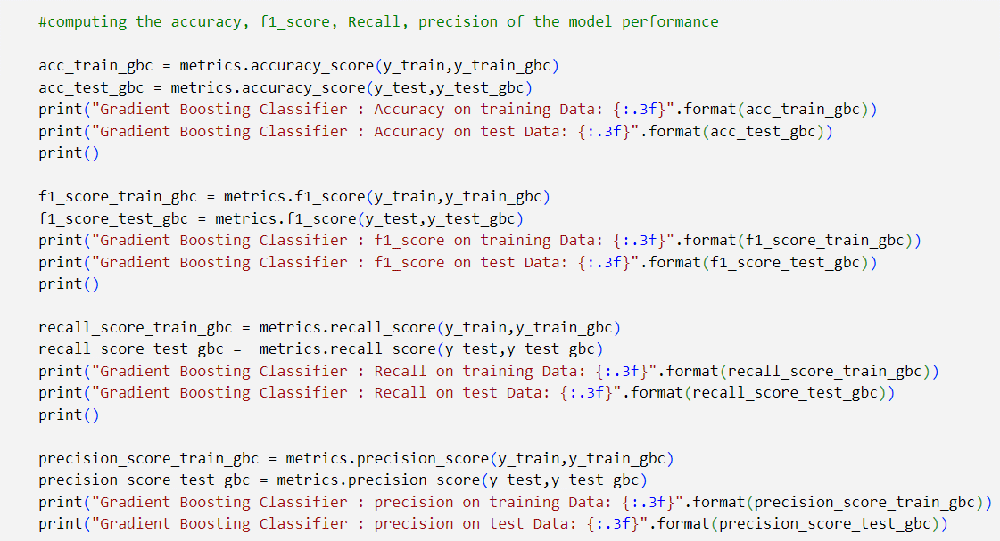 #computing the accuracy, f1_score, Recall, precision of the model performance
acc_train_gbc = metrics.accuracy_score(y_train,y_train_gbc)
acc_test_gbc = metrics.accuracy_score(y_test,y_test_gbc)
print("Gradient Boosting Classifier : Accuracy on training Data: {:.3f}".format(acc_train_gbc))
print("Gradient Boosting Classifier : Accuracy on test Data: {:.3f}".format(acc_test_gbc))
print()
f1_score_train_gbc = metrics.f1_score(y_train,y_train_gbc)
f1_score_test_gbc = metrics.f1_score(y_test,y_test_gbc)
print("Gradient Boosting Classifier : f1_score on training Data: {:.3f}".format(f1_score_train_gbc))
print("Gradient Boosting Classifier : f1_score on test Data: {:.3f}".format(f1_score_test_gbc))
print()
recall_score_train_gbc = metrics.recall_score(y_train,y_train_gbc)
recall_score_test_gbc =  metrics.recall_score(y_test,y_test_gbc)
print("Gradient Boosting Classifier : Recall on training Data: {:.3f}".format(recall_score_train_gbc))
print("Gradient Boosting Classifier : Recall on test Data: {:.3f}".format(recall_score_test_gbc))
print()
precision_score_train_gbc = metrics.precision_score(y_train,y_train_gbc)
precision_score_test_gbc = metrics.precision_score(y_test,y_test_gbc)
print("Gradient Boosting Classifier : precision on training Data: {:.3f}".format(precision_score_train_gbc))
print("Gradient Boosting Classifier : precision on test Data: {:.3f}".format(precision_score_test_gbc))